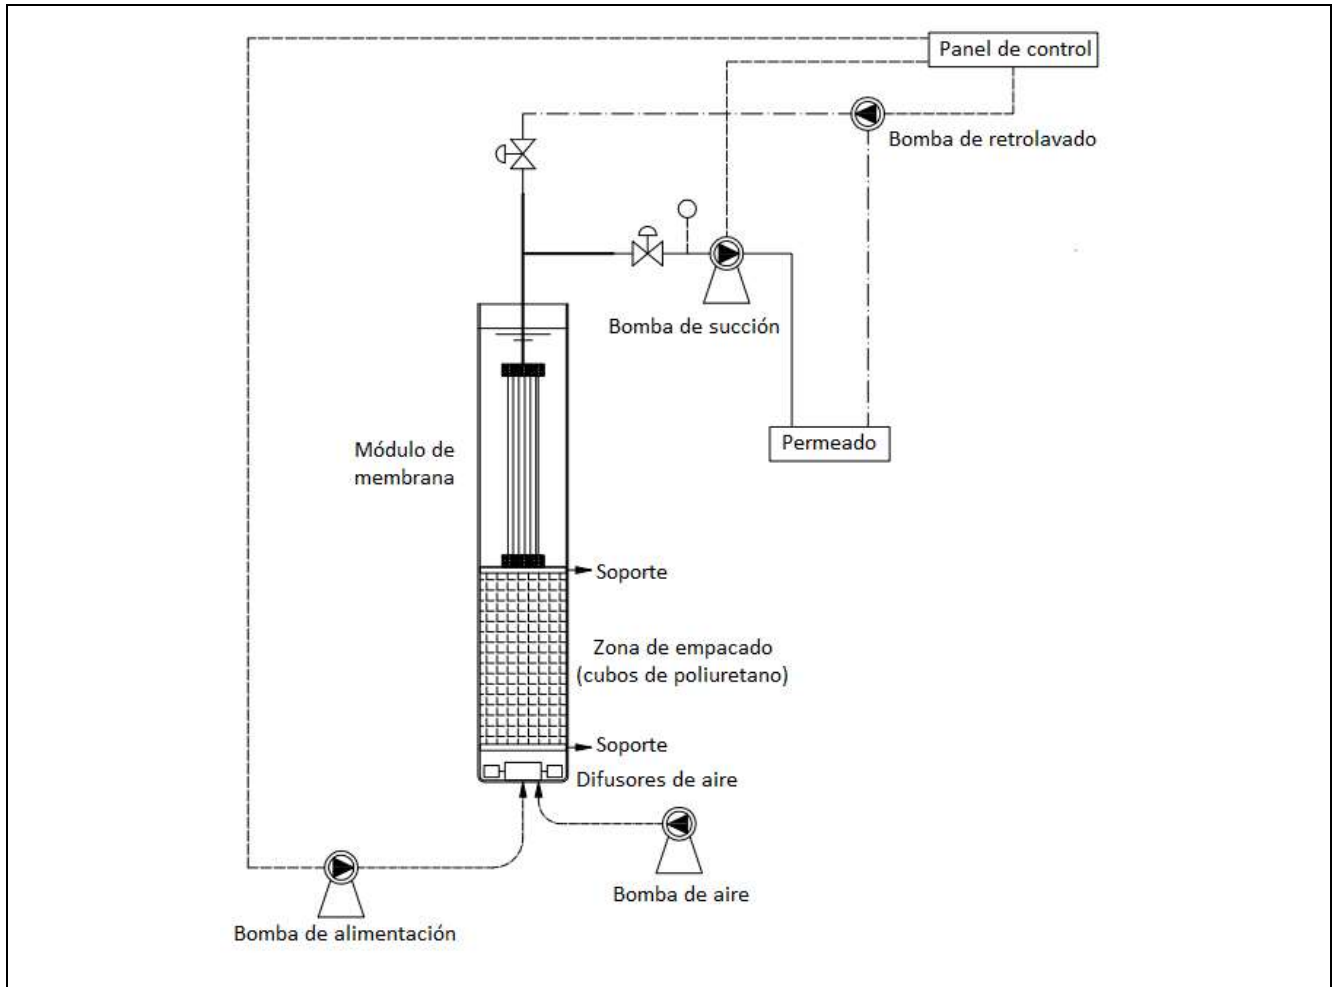 Panel de control
Bomba de retrolavado
Bomba de succión
Permeado
Módulo de
membrana
Soporte
Zona de empacado
(cubos de poliuretano)
Soporte
Difusores de aire
Bomba de aire
Bomba de alimentación